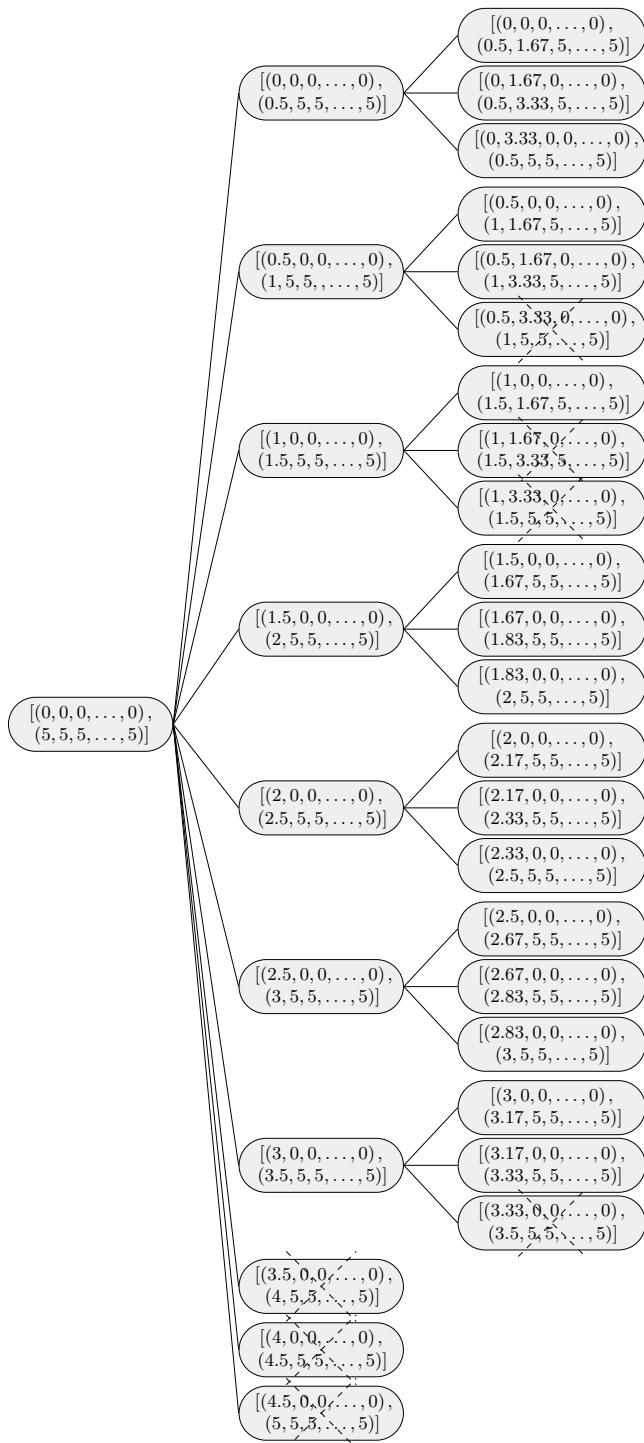 [(0, 0, 0, . . . , 0) ,
(5, 5, 5, . . . , 5)]
[(0, 0, 0, . . . , 0) ,
(0.5, 5, 5, . . . , 5)]
[(0, 0, 0, . . . , 0) ,
(0.5, 1.67, 5, . . . , 5)]
[(0, 1.67, 0, . . . , 0) ,
(0.5, 3.33, 5, . . . , 5)]
[(0, 3.33, 0, 0, . . . , 0) ,
(0.5, 5, 5, . . . , 5)]
[(0.5, 0, 0, . . . , 0) ,
(1, 5, 5, , . . . , 5)]
[(0.5, 0, 0, . . . , 0) ,
(1, 1.67, 5, . . . , 5)]
[(0.5, 1.67, 0, . . . , 0) ,
(1, 3.33, 5, . . . , 5)]
[(0.5, 3.33, 0, . . . , 0) ,
(1, 5, 5, . . . , 5)]
[(1, 0, 0, . . . , 0) ,
(1.5, 5, 5, . . . , 5)]
[(1, 0, 0, . . . , 0) ,
(1.5, 1.67, 5, . . . , 5)]
[(1, 1.67, 0, . . . , 0) ,
(1.5, 3.33, 5, . . . , 5)]
[(1, 3.33, 0, . . . , 0) ,
(1.5, 5, 5, . . . , 5)]
[(1.5, 0, 0, . . . , 0) ,
(2, 5, 5, . . . , 5)]
[(1.5, 0, 0, . . . , 0) ,
(1.67, 5, 5, . . . , 5)]
[(1.67, 0, 0, . . . , 0) ,
(1.83, 5, 5, . . . , 5)]
[(1.83, 0, 0, . . . , 0) ,
(2, 5, 5, . . . , 5)]
[(2, 0, 0, . . . , 0) ,
(2.5, 5, 5, . . . , 5)]
[(2, 0, 0, . . . , 0) ,
(2.17, 5, 5, . . . , 5)]
[(2.17, 0, 0, . . . , 0) ,
(2.33, 5, 5, . . . , 5)]
[(2.33, 0, 0, . . . , 0) ,
(2.5, 5, 5, . . . , 5)]
[(2.5, 0, 0, . . . , 0) ,
(3, 5, 5, . . . , 5)]
[(2.5, 0, 0, . . . , 0) ,
(2.67, 5, 5, . . . , 5)]
[(2.67, 0, 0, . . . , 0) ,
(2.83, 5, 5, . . . , 5)]
[(2.83, 0, 0, . . . , 0) ,
(3, 5, 5, . . . , 5)]
[(3, 0, 0, . . . , 0) ,
(3.5, 5, 5, . . . , 5)]
[(3, 0, 0, . . . , 0) ,
(3.17, 5, 5, . . . , 5)]
[(3.17, 0, 0, . . . , 0) ,
(3.33, 5, 5, . . . , 5)]
[(3.33, 0, 0, . . . , 0) ,
(3.5, 5, 5, . . . , 5)]
[(3.5, 0, 0, . . . , 0) ,
(4, 5, 5, . . . , 5)]
[(4, 0, 0, . . . , 0) ,
(4.5, 5, 5, . . . , 5)]
[(4.5, 0, 0, . . . , 0) ,
(5, 5, 5, . . . , 5)]